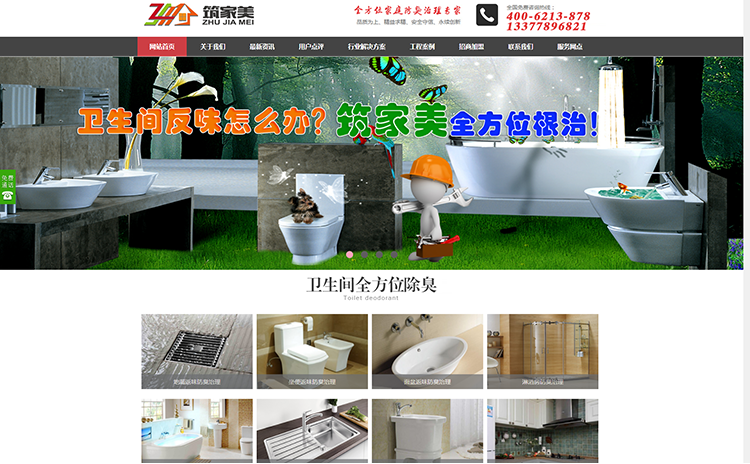 筑家美
ZHU JIA MEI
全方位家庭除臭治理专家
品质为上、精益求精、安全守信、永续创新
全国免费咨询热线：
400-6213-878
13377896821
网站首页 关于我们 最新资讯 用户点评 行业解决方案 工程案例 招商加盟 联系我们 服务网点
卫生间反味怎么办？筑家美全方位根治！
免费通话
卫生间全方位除臭
Toilet deodorant
地漏返味防臭治理 坐便返味防臭治理 面盆返味防臭治理 淋浴房防臭治理